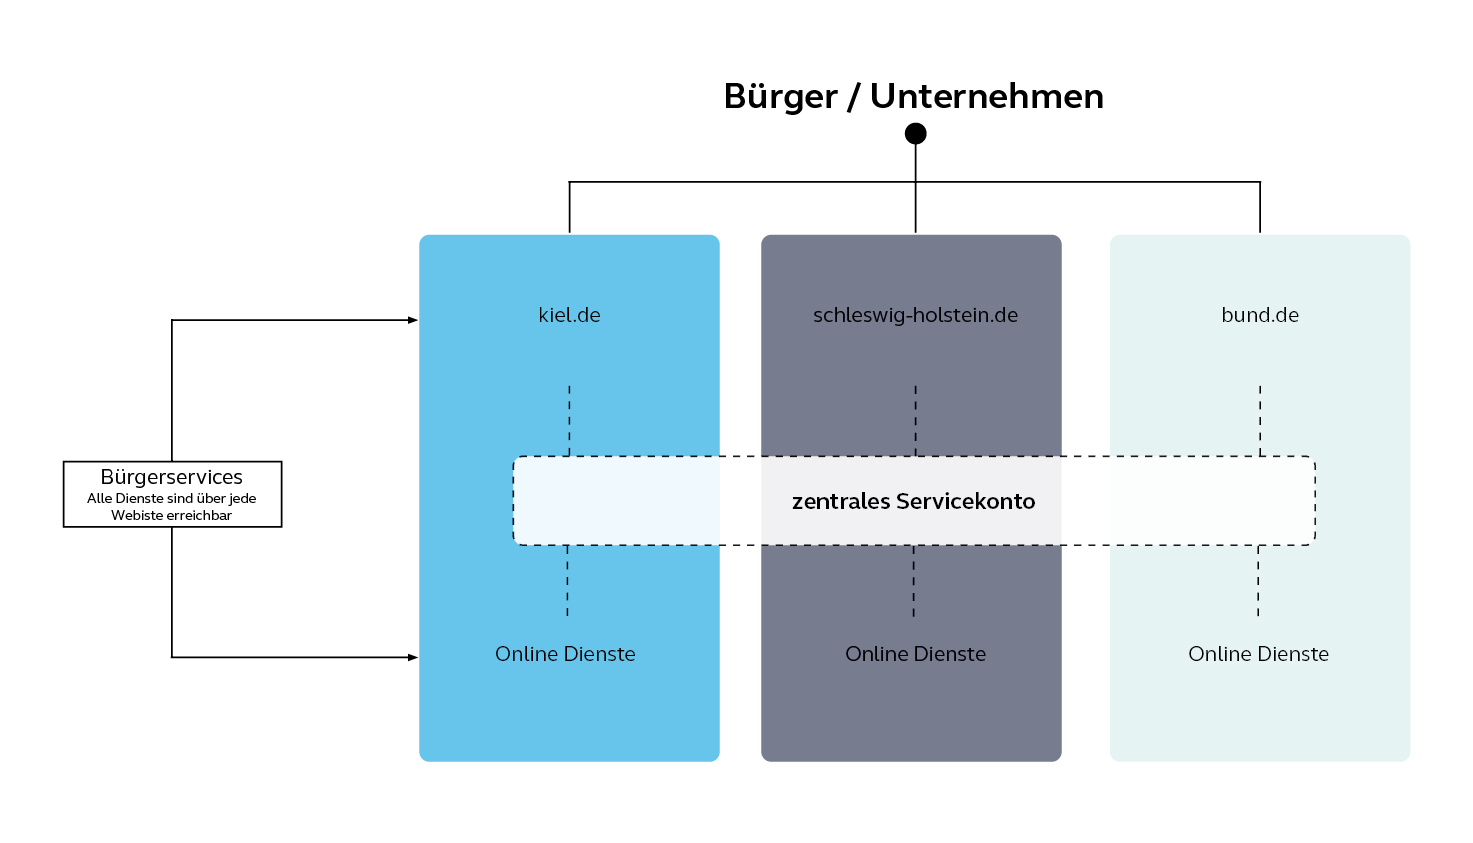 Bürger / Unternehmen
kiel.de
schleswig-holstein.de
bund.de
Bürgerservices
Alle Dienste sind über jede
Webiste erreichbar
zentrales Servicekonto
Online Dienste
Online Dienste
Online Dienste